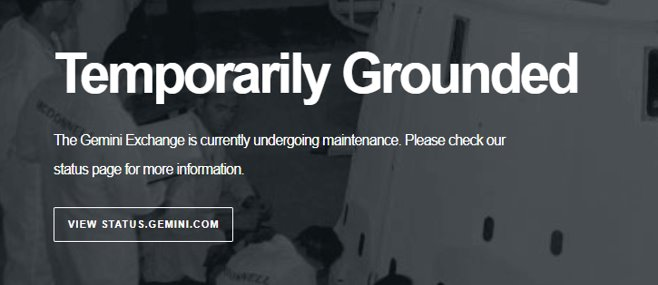 Temporarily Grounded
The Gemini Exchange is currently undergoing maintenance. Please check our
status page for more information.
VIEW STATUS.GEMINI.COM